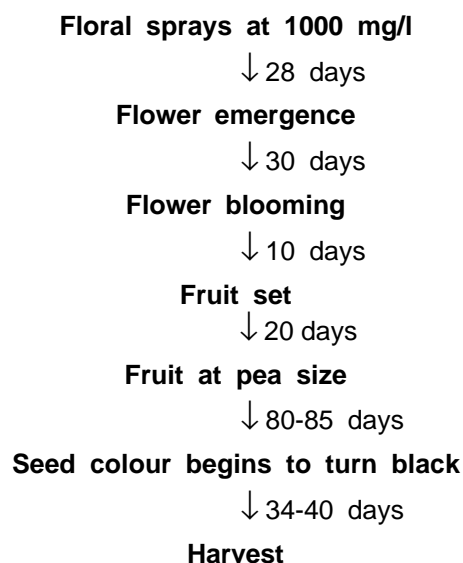 Floral sprays at 1000 mg/l
↓ 28 days
Flower emergence
↓ 30 days
Flower blooming
↓ 10 days
Fruit set
↓ 20 days
Fruit at pea size
↓ 80-85 days
Seed colour begins to turn black
↓ 34-40 days
Harvest